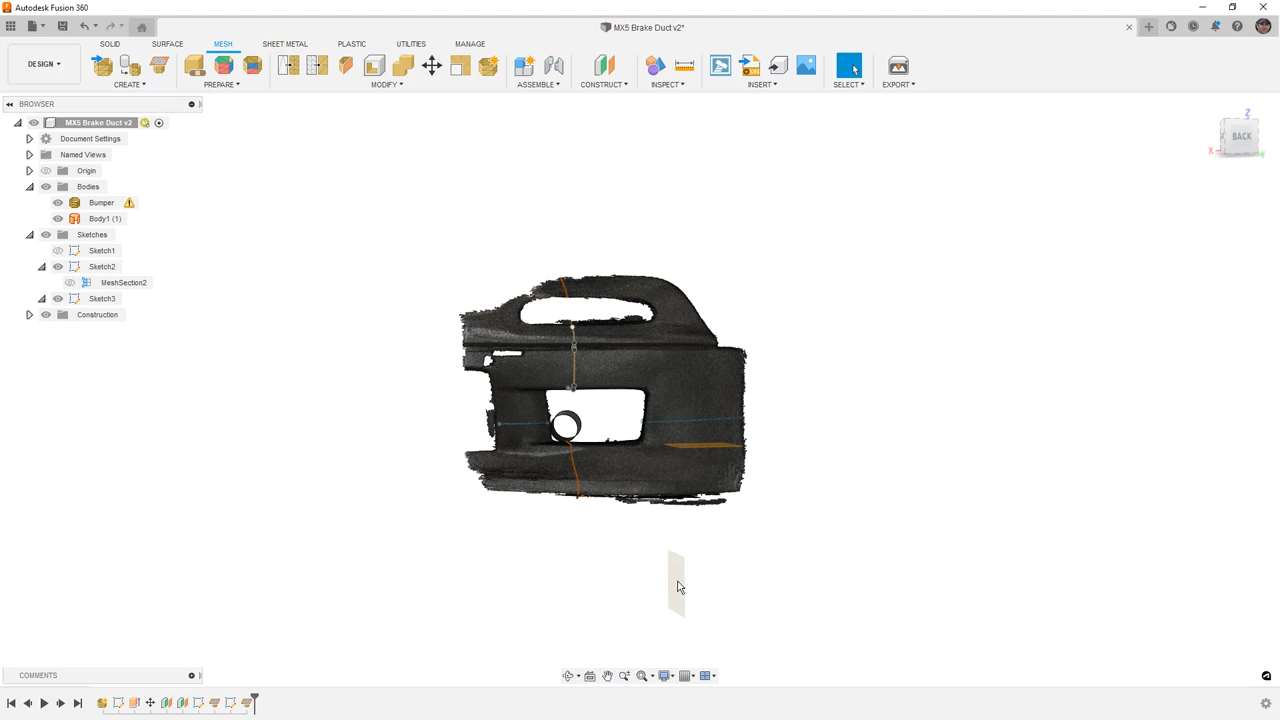 Autodesk Fusion 360
MX5 Brake Duct v2*
DESIGN
SOLID
SURFACE
MESH
SHEET METAL
PLASTIC
UTILITIES
MANAGE
CREATE
PREPARE
MODIFY
ASSEMBLE
CONSTRUCT
INSPECT
INSERT
SELECT
EXPORT
BROWSER
MX5 Brake Duct v2
Document Settings
Named Views
Origin
Bodies
Bumper
Body1 (1)
Sketches
Sketch1
Sketch2
MeshSection2
Sketch3
Construction
Z
BACK
X
Y
COMMENTS